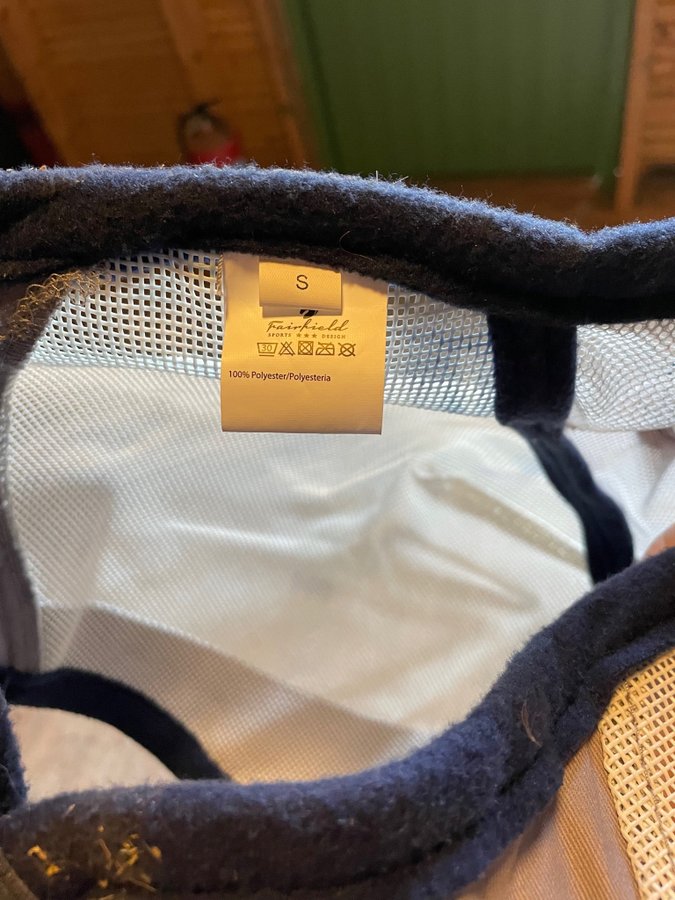 S
Fairfield
SPORTS ★★★ DESIGN
30
100% Polyester/Polyesteria